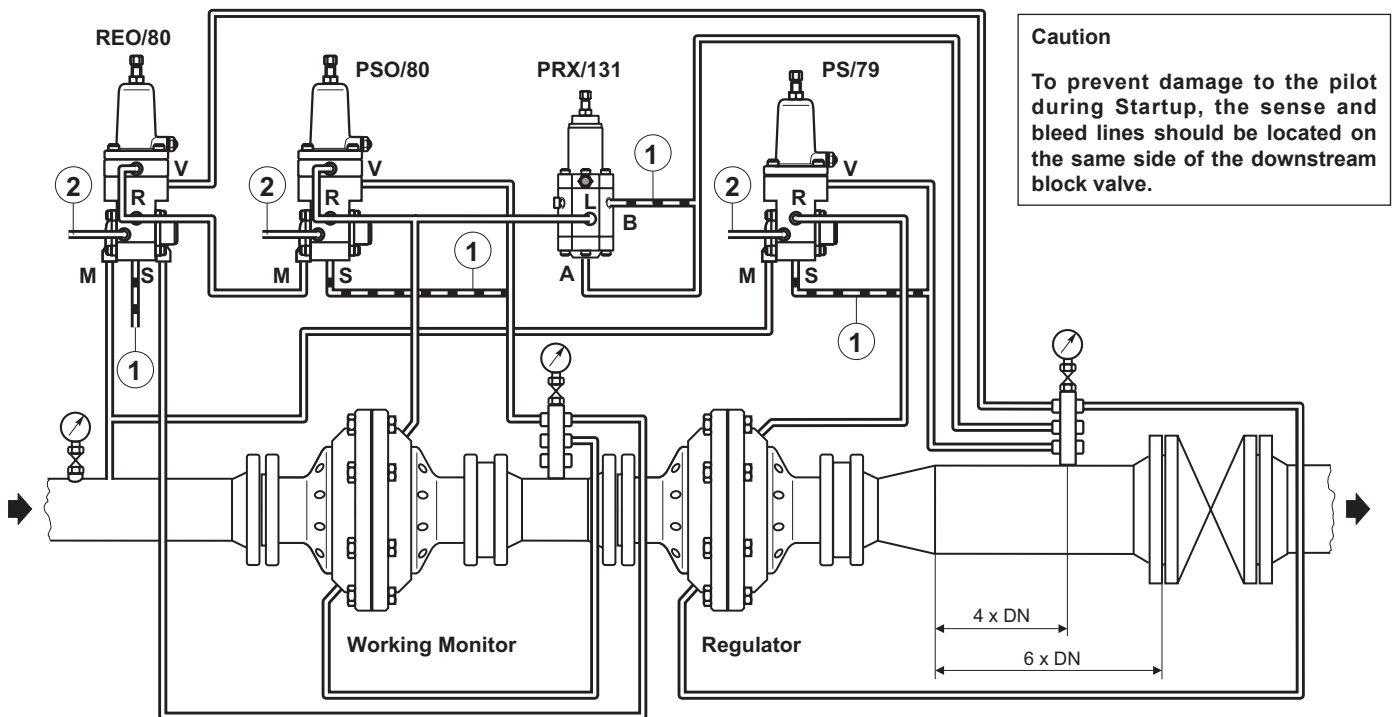 REO/80
PSO/80
PRX/131
PS/79
Caution
To prevent damage to the pilot
during Startup, the sense and
bleed lines should be located on
the same side of the downstream
block valve.
V
V
1
V
2
R
2
R
L
B
2
R
M
S
M
S
1
A
M
S
1
1
4 x DN
Working Monitor
Regulator
6 x DN